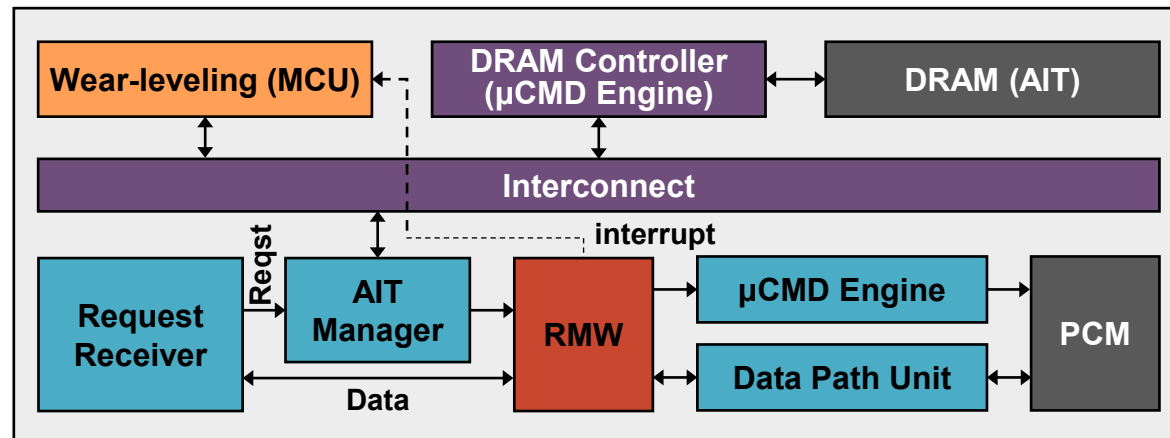 Wear-leveling (MCU)
DRAM Controller
(µCMD Engine)
DRAM (AIT)
Interconnect
interrupt
Reqst
Request
Receiver
AIT
Manager
RMW
µCMD Engine
PCM
Data Path Unit
Data